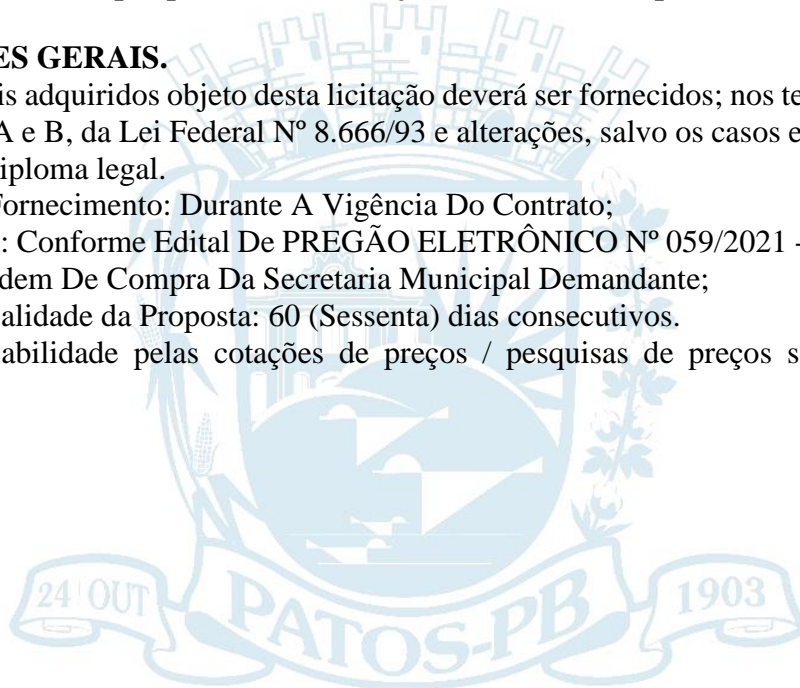 ES GERAIS.
is adquiridos objeto desta licitação deverá ser fornecidos; nos te
A e B, da Lei Federal Nº 8.666/93 e alterações, salvo os casos e
iploma legal.
Fornecimento: Durante A Vigência Do Contrato;
: Conforme Edital De PREGÃO ELETRÔNICO Nº 059/2021 -
dem De Compra Da Secretaria Municipal Demandante;
alidade da Proposta: 60 (Sessenta) dias consecutivos.
abilidade pelas cotações de preços / pesquisas de preços s
24 OUT
PATOS-PB
1903